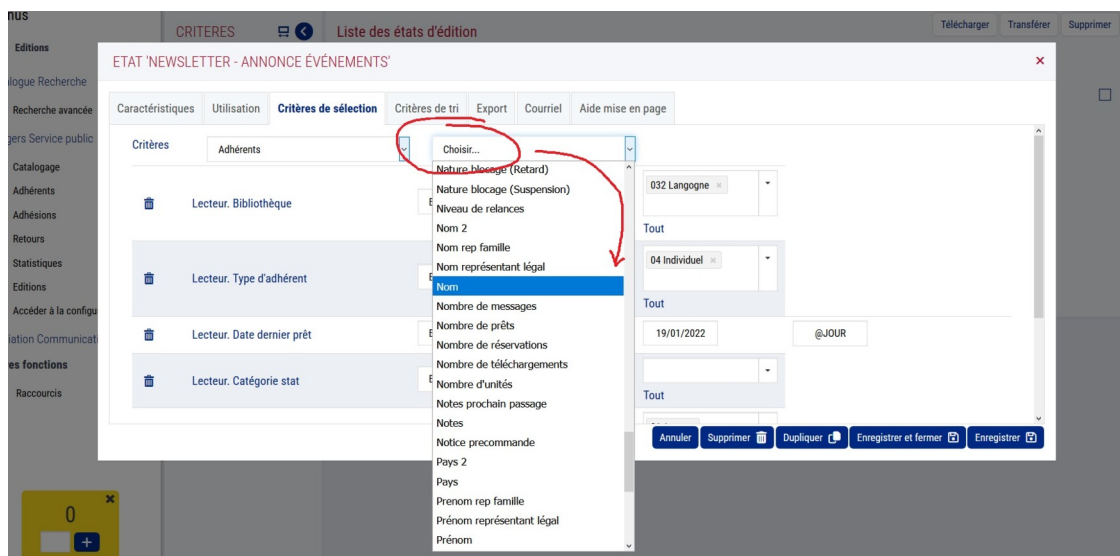 nus
Editions
logue Recherche
Recherche avancée
gers Service public
Catalogage
Adhérents
Adhésions
Retours
Statistiques
Editions
Accéder à la configu
iation Communicati
es fonctions
Raccourcis
0
CRITERES
Liste des états d'édition
Télécharger Transférer Supprimer
ETAT 'NEWSLETTER - ANNONCE ÉVÉNEMENTS'
Caractéristiques Utilisation Critères de sélection Critères de tri Export Courriel Aide mise en page
Critères Adhérents Choisir...
Lecteur. Bibliothèque
032 Langogne
Tout
Lecteur. Type d'adhérent
04 Individuel
Tout
Lecteur. Date dernier prêt
19/01/2022 @JOUR
Lecteur. Catégorie stat
Tout
Nature blocage (Retard)
Nature blocage (Suspension)
Niveau de relances
Nom 2
Nom rep famille
Nom représentant légal
Nom
Nombre de messages
Nombre de prêts
Nombre de réservations
Nombre de téléchargements
Nombre d'unités
Notes prochain passage
Notes
Notice precommande
Pays 2
Pays
Prenom rep famille
Prénom représentant légal
Prénom
Annuler Supprimer Dupliquer Enregistrer et fermer Enregistrer